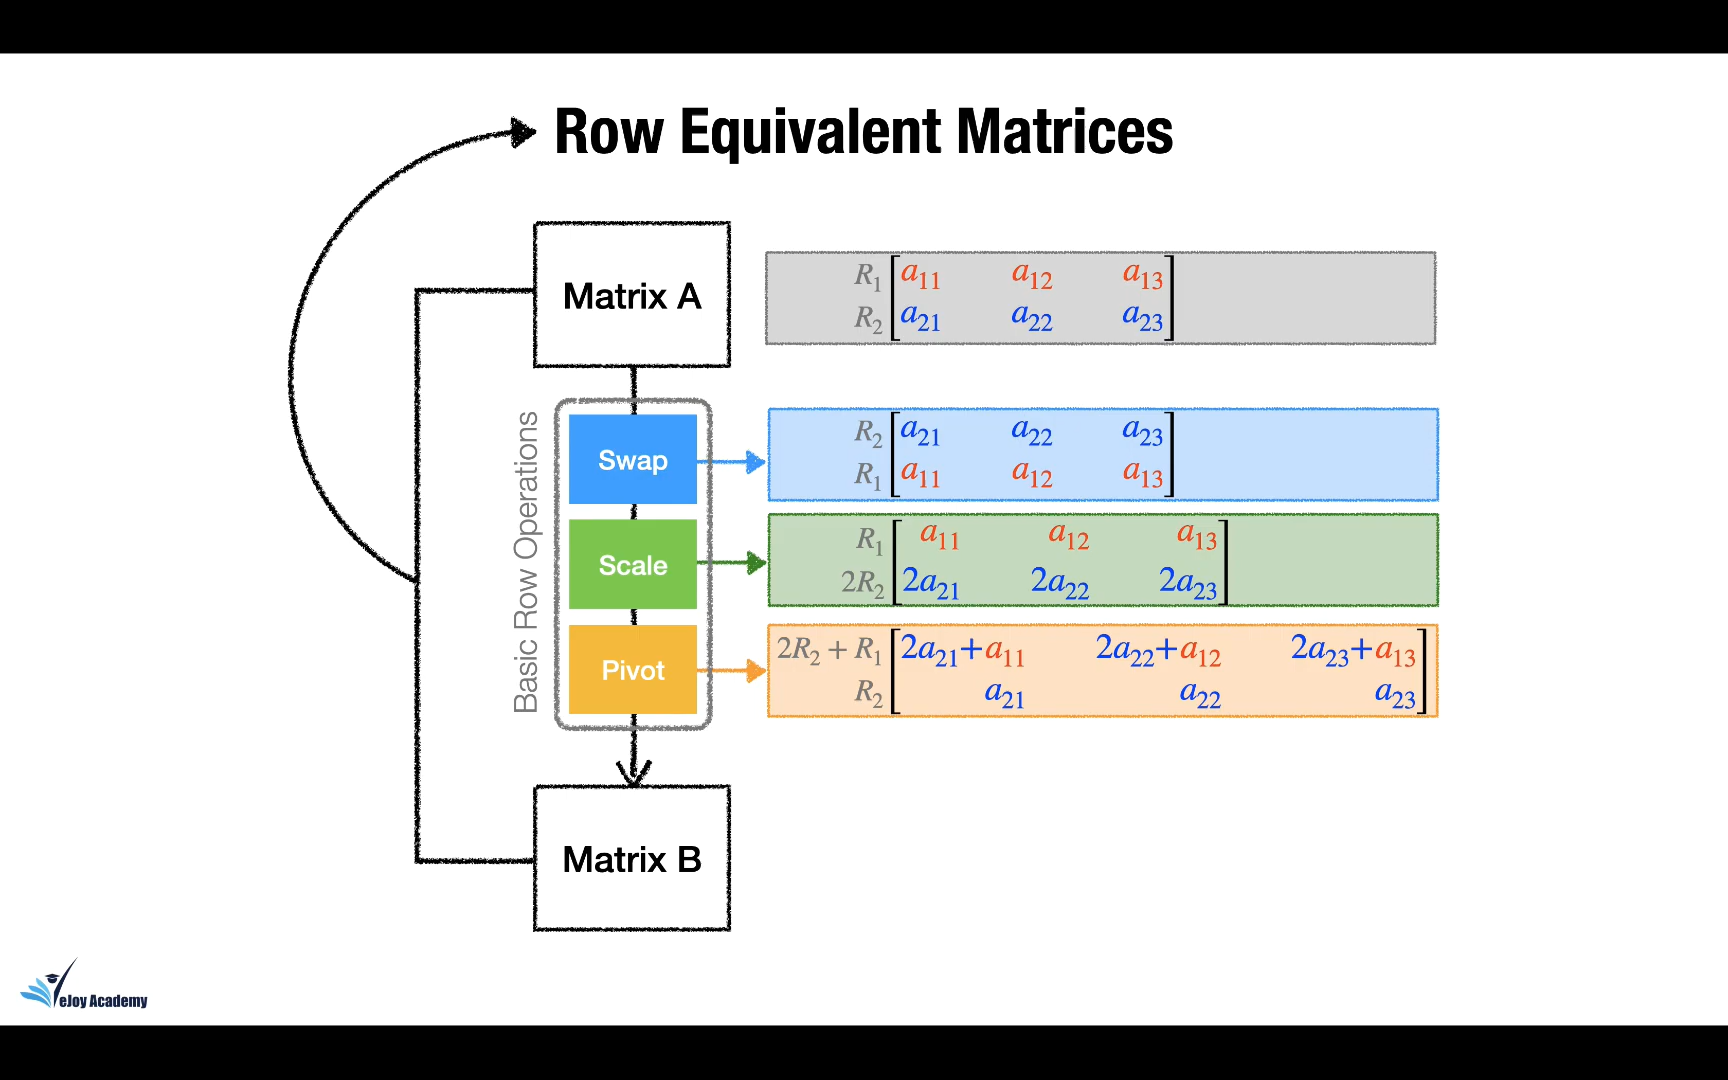 Row Equivalent Matrices
Matrix A
R₁ [a₁₁ a₁₂ a₁₃]
R₂ [a₂₁ a₂₂ a₂₃]
Basic Row Operations
Swap
R₂ [a₂₁ a₂₂ a₂₃]
R₁ [a₁₁ a₁₂ a₁₃]
Scale
R₁ [a₁₁ a₁₂ a₁₃]
2R₂ [2a₂₁ 2a₂₂ 2a₂₃]
Pivot
2R₂ + R₁ [2a₂₁+a₁₁ 2a₂₂+a₁₂ 2a₂₃+a₁₃]
R₂ [a₂₁ a₂₂ a₂₃]
Matrix B
eJoy Academy